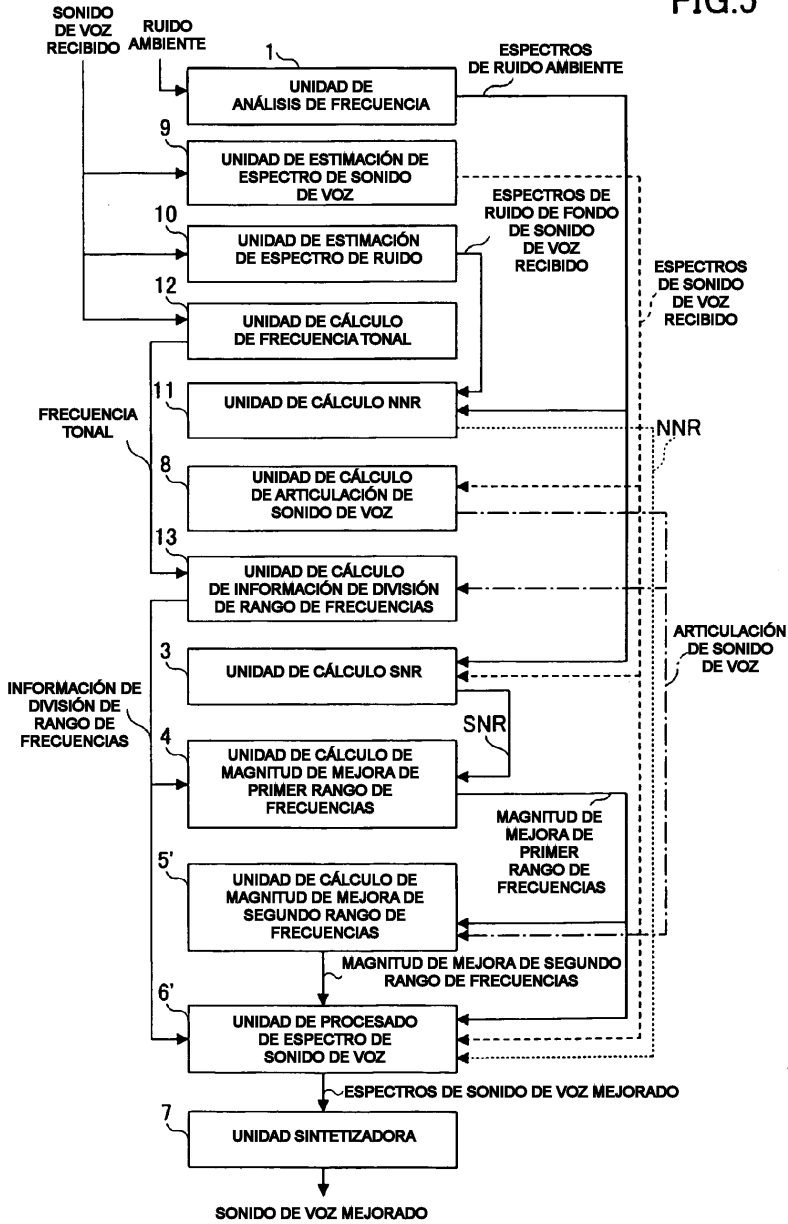 FIG.5
SONIDO
DE VOZ
RECIBIDO
RUIDO
AMBIENTE
1
UNIDAD DE
ANÁLISIS DE FRECUENCIA
ESPECTROS
DE RUIDO AMBIENTE
9
UNIDAD DE ESTIMACIÓN DE
ESPECTRO DE SONIDO
DE VOZ
10
UNIDAD DE ESTIMACIÓN
DE ESPECTRO DE RUIDO
ESPECTROS DE
RUIDO DE FONDO
DE SONIDO
DE VOZ
RECIBIDO
ESPECTROS
DE SONIDO
DE VOZ
RECIBIDO
12
UNIDAD DE CÁLCULO
DE FRECUENCIA TONAL
11
UNIDAD DE CÁLCULO NNR
FRECUENCIA
TONAL
NNR
8
UNIDAD DE CÁLCULO
DE ARTICULACIÓN DE
SONIDO DE VOZ
13
UNIDAD DE CÁLCULO
DE INFORMACIÓN DE DIVISIÓN
DE RANGO DE FRECUENCIAS
ARTICULACIÓN
DE SONIDO
DE VOZ
3
UNIDAD DE CÁLCULO SNR
INFORMACIÓN DE
DIVISIÓN DE
RANGO DE
FRECUENCIAS
SNR
4
UNIDAD DE CÁLCULO DE
MAGNITUD DE MEJORA DE
PRIMER RANGO DE
FRECUENCIAS
MAGNITUD DE
MEJORA DE
PRIMER
RANGO DE
FRECUENCIAS
5'
UNIDAD DE CÁLCULO DE
MAGNITUD DE MEJORA DE
SEGUNDO RANGO DE
FRECUENCIAS
MAGNITUD DE MEJORA DE SEGUNDO
RANGO DE FRECUENCIAS
6'
UNIDAD DE PROCESADO
DE ESPECTRO DE
SONIDO DE VOZ
ESPECTROS DE SONIDO DE VOZ MEJORADO
7
UNIDAD SINTETIZADORA
SONIDO DE VOZ MEJORADO